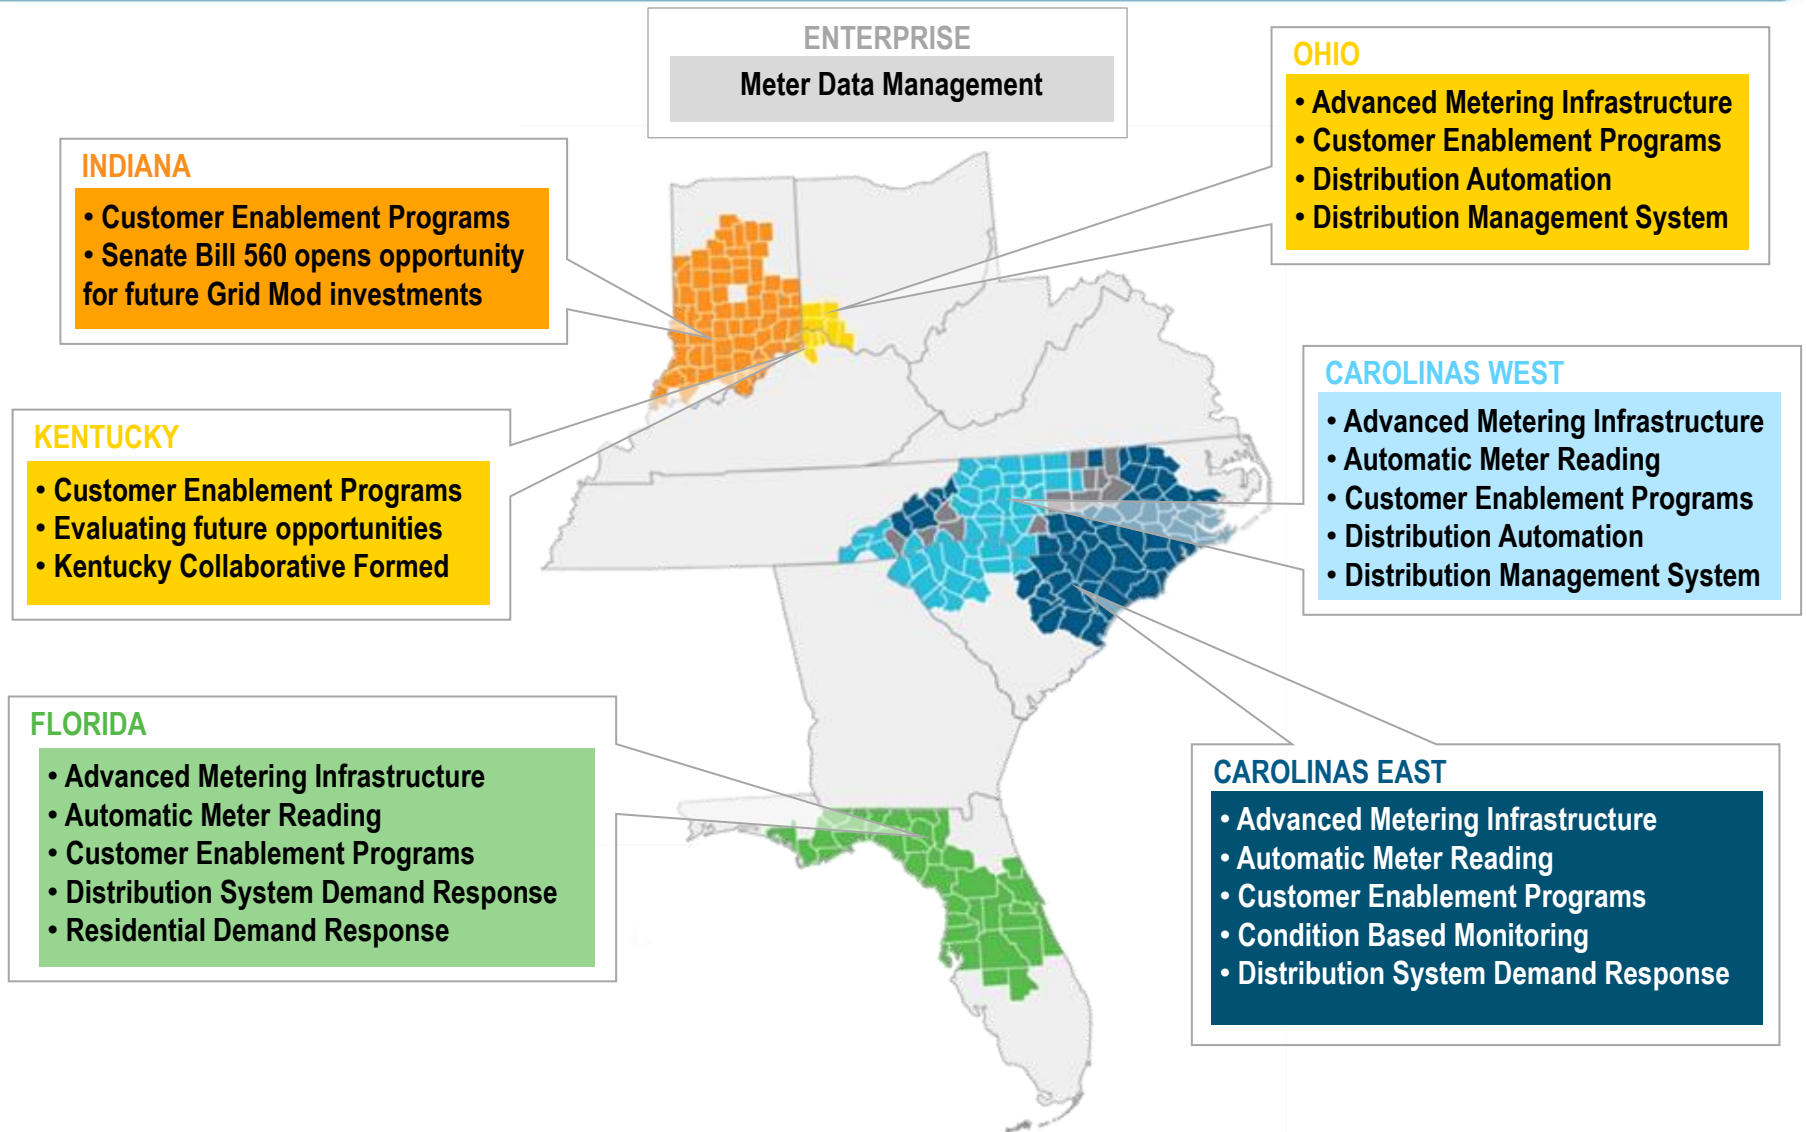 ENTERPRISE
Meter Data Management
OHIO
• Advanced Metering Infrastructure
• Customer Enablement Programs
• Distribution Automation
• Distribution Management System
INDIANA
• Customer Enablement Programs
• Senate Bill 560 opens opportunity
for future Grid Mod investments
CAROLINAS WEST
• Advanced Metering Infrastructure
• Automatic Meter Reading
• Customer Enablement Programs
• Distribution Automation
• Distribution Management System
KENTUCKY
• Customer Enablement Programs
• Evaluating future opportunities
• Kentucky Collaborative Formed
FLORIDA
• Advanced Metering Infrastructure
• Automatic Meter Reading
• Customer Enablement Programs
• Distribution System Demand Response
• Residential Demand Response
CAROLINAS EAST
• Advanced Metering Infrastructure
• Automatic Meter Reading
• Customer Enablement Programs
• Condition Based Monitoring
• Distribution System Demand Response